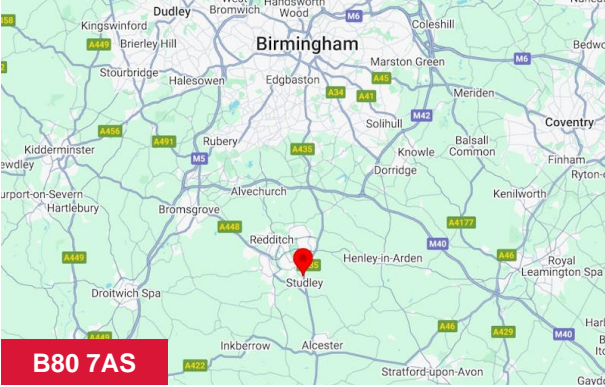 West
Bromwich
Handsworth
Wood
Dudley
M6
Coleshill
Kingswinford
A449
Brierley Hill
Birmingham
M6
Marston Green
Stourbridge
Halesowen
Edgbaston
A45
A34
A41
Meriden
M42
Solihull
Coventry
A456
A491
Rubery
A435
Kidderminster
M5
Knowle
Balsall
Common
Finham
Dorridge
Ryton-o
Hartlebury
Alvechurch
Kenilworth
Bromsgrove
A448
A4177
Redditch
M40
A449
Henley-in-Arden
A46
Royal
Leamington Spa
Studley
Droitwich Spa
A46
A429
M40
A449
Inkberrow
Alcester
B80 7AS
A422
Stratford-upon-Avon